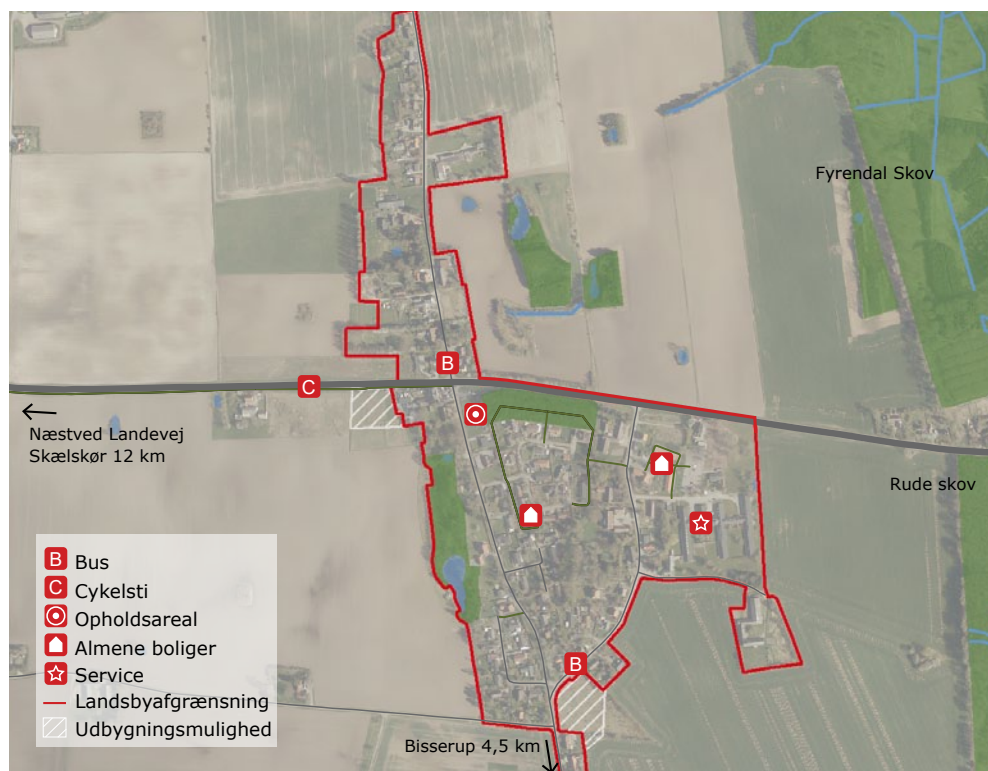 Fyrendal Skov
B
C
Næstved Landevej
Skælskør 12 km
Rude skov
B Bus
C Cykelsti
Opholdsareal
Almene boliger
Service
Landsbyafgrænsning
Udbygningsmulighed
B
Bisserup 4,5 km